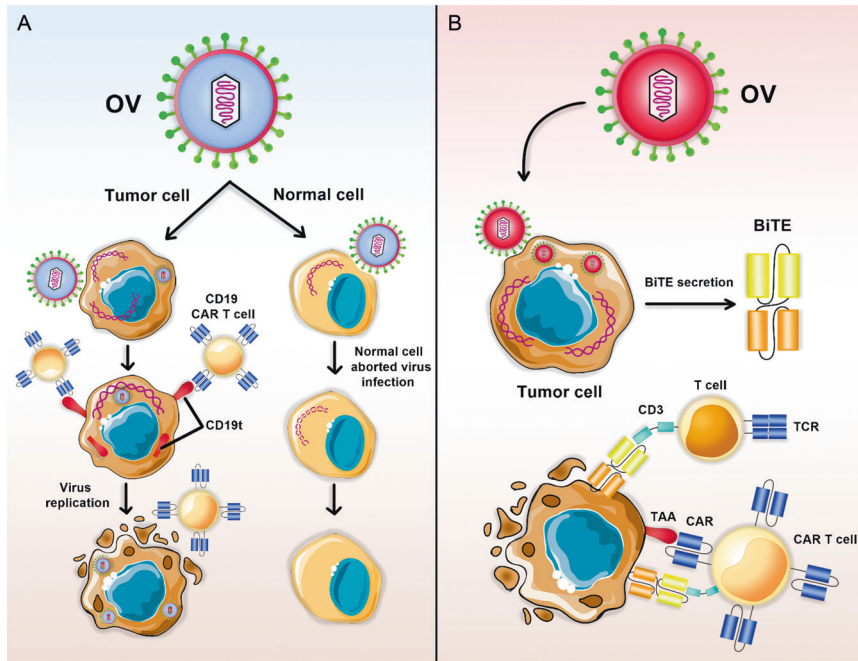 A
OV
Tumor cell
Normal cell
CD19
CAR T cell
Normal cell
aborted virus
infection
CD19t
Virus
replication
B
OV
BiTE
BiTE secretion
Tumor cell
T cell
CD3
TCR
TAA
CAR
CAR T cell